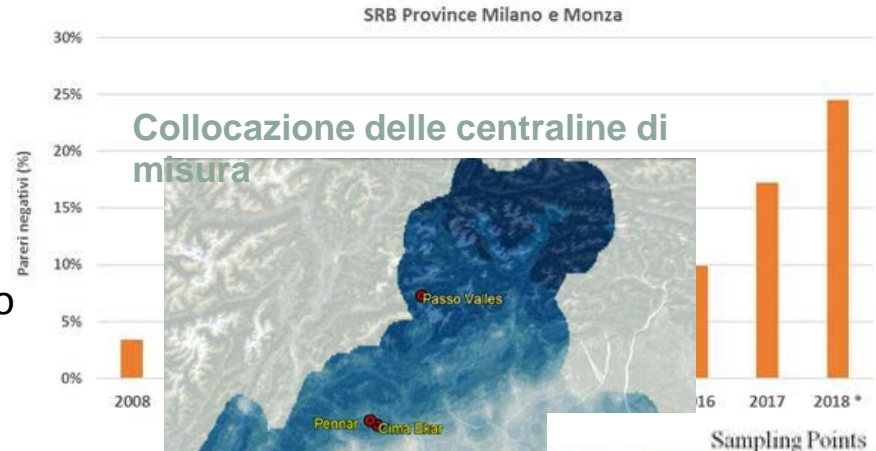 SRB Province Milano e Monza
30%
25%
Collocazione delle centraline di
misura
20%
15%
10%
5%
0%
Pareri negativi (%)
o
Passo Valles
Pennar
Cima Ekar
2008
16
2017
2018 *
Sampling Points